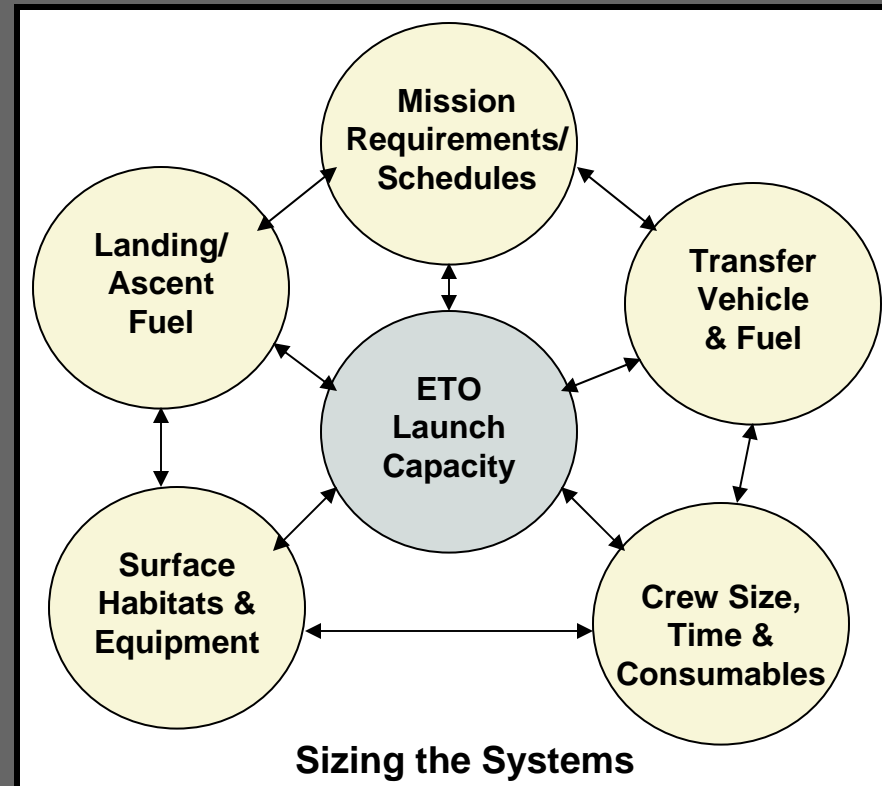 Mission
Requirements/
Schedules
Landing/
Ascent
Fuel
Transfer
Vehicle
& Fuel
ETO
Launch
Capacity
Surface
Habitats &
Equipment
Crew Size,
Time &
Consumables
Sizing the Systems